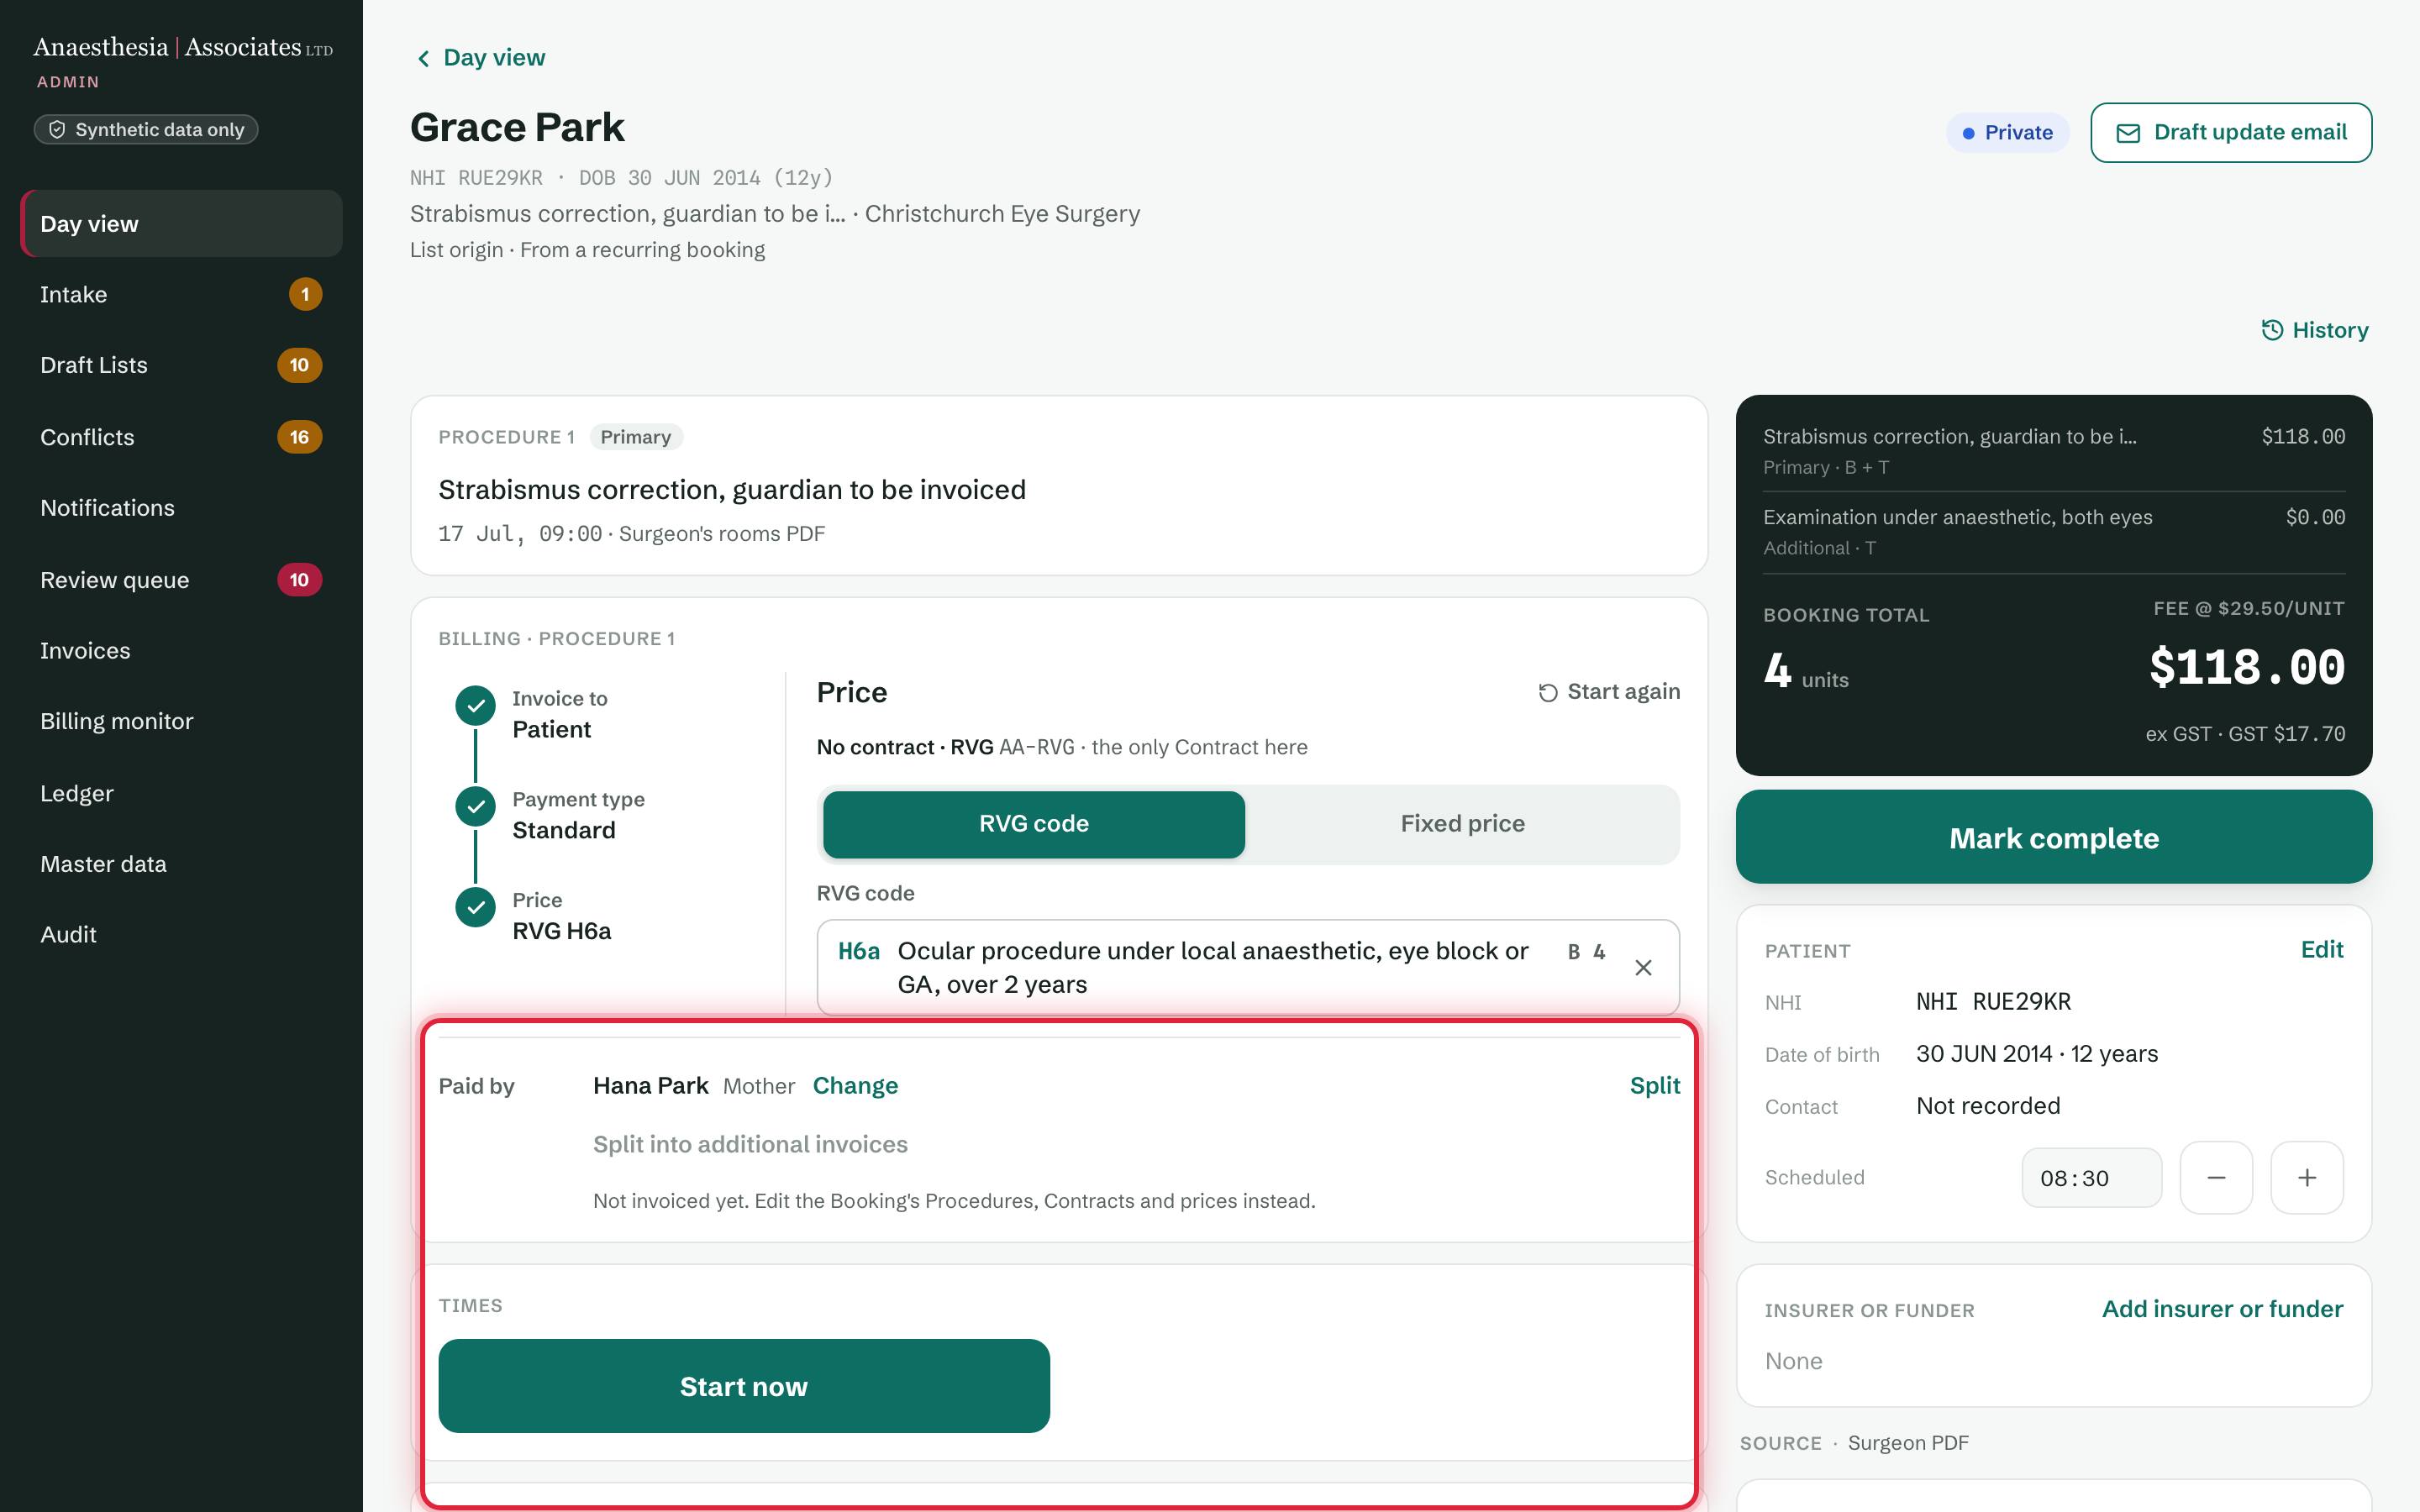 Anaesthesia | Associates LTD
ADMIN
Synthetic data only
Day view
Intake 1
Draft Lists 10
Conflicts 16
Notifications
Review queue 10
Invoices
Billing monitor
Ledger
Master data
Audit
Day view
Grace Park
NHI RUE29KR · DOB 30 JUN 2014 (12y)
Strabismus correction, guardian to be i... · Christchurch Eye Surgery
List origin · From a recurring booking
Private
Draft update email
History
PROCEDURE 1 Primary
Strabismus correction, guardian to be invoiced
17 Jul, 09:00 · Surgeon's rooms PDF
BILLING · PROCEDURE 1
Invoice to
Patient
Payment type
Standard
Price
RVG H6a
Price
Start again
No contract · RVG AA-RVG · the only Contract here
RVG code
Fixed price
RVG code
H6a Ocular procedure under local anaesthetic, eye block or B 4
GA, over 2 years
Paid by Hana Park Mother Change Split
Split into additional invoices
Not invoiced yet. Edit the Booking's Procedures, Contracts and prices instead.
TIMES
Start now
Strabismus correction, guardian to be i... $118.00
Primary · B + T
Examination under anaesthetic, both eyes $0.00
Additional · T
BOOKING TOTAL FEE @ $29.50/UNIT
4 units $118.00
ex GST · GST $17.70
Mark complete
PATIENT Edit
NHI NHI RUE29KR
Date of birth 30 JUN 2014 · 12 years
Contact Not recorded
Scheduled 08:30
INSURER OR FUNDER Add insurer or funder
None
SOURCE · Surgeon PDF